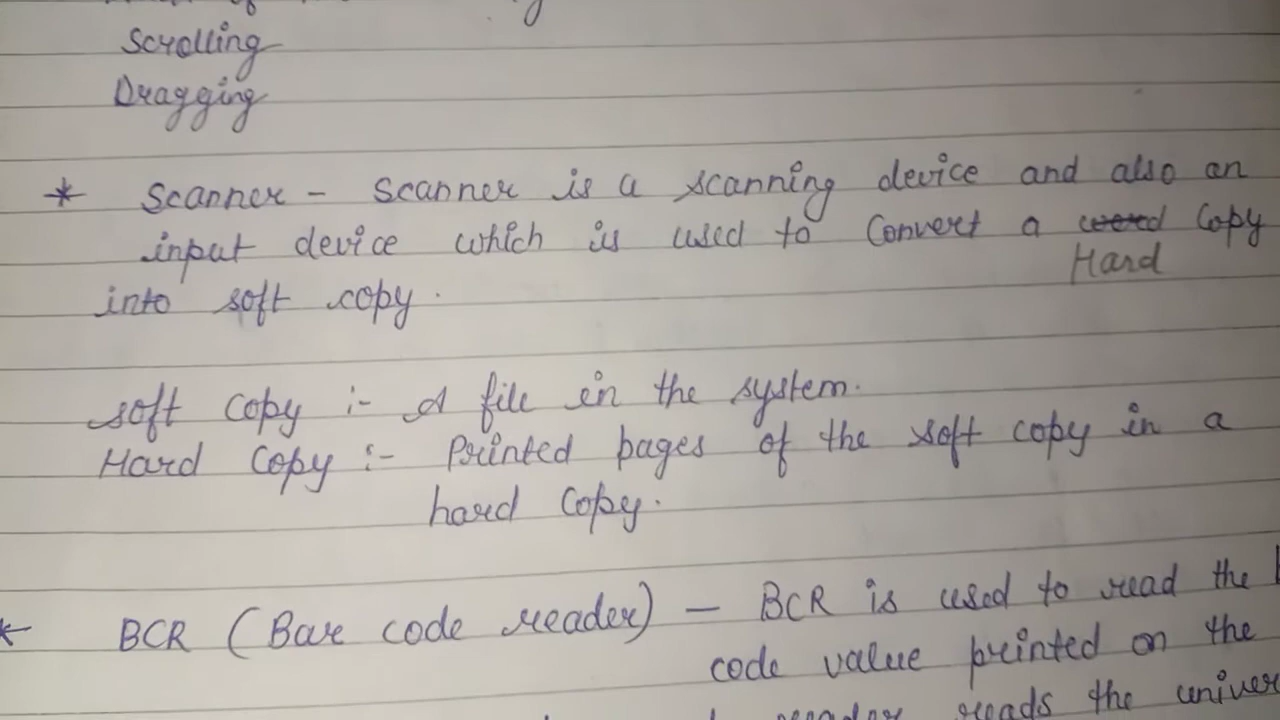 Scrolling
Dragging
* Scanner - Scanner is a scanning device and also an
input device which is used to Convert a Copy
Hard
into soft copy.
soft Copy :- A file in the system.
Hard Copy :- Printed pages of the soft copy in a
hard Copy.
* BCR (Bar code reader) - BCR is used to read the
code value printed on the
reads the univer